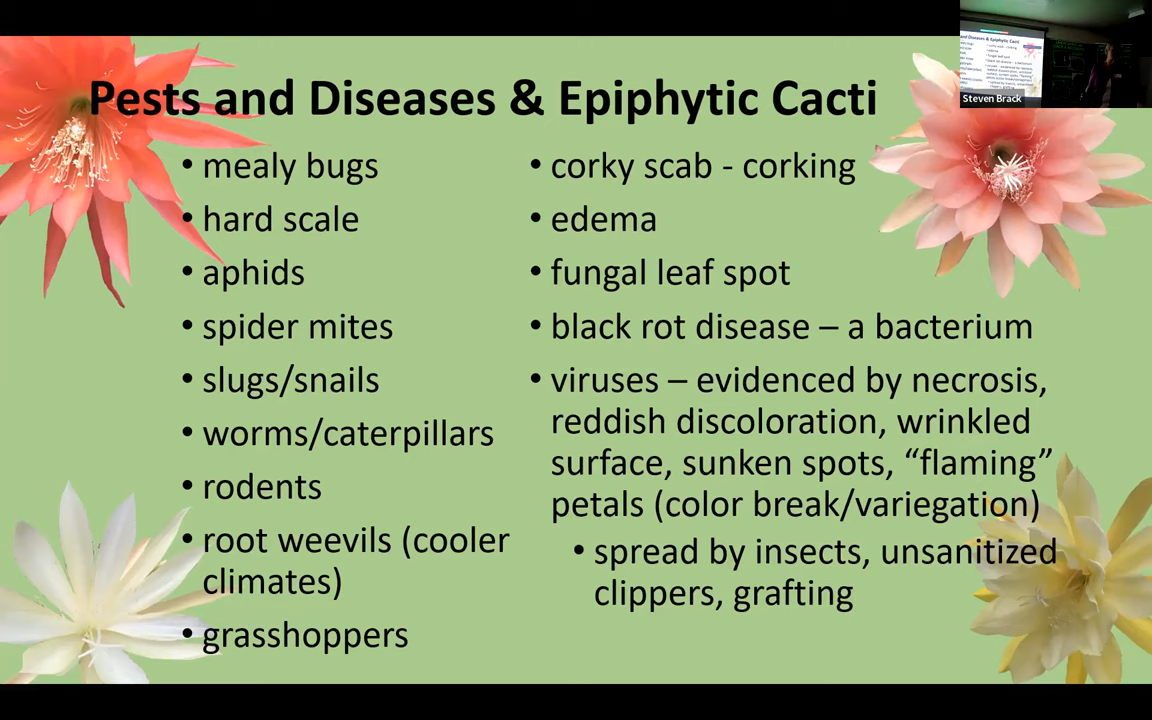 Pests and Diseases & Epiphytic Cacti
• mealy bugs
• hard scale
• aphids
• spider mites
• slugs/snails
• worms/caterpillars
• rodents
• root weevils (cooler
climates)
• grasshoppers
• corky scab - corking
• edema
• fungal leaf spot
• black rot disease – a bacterium
• viruses – evidenced by necrosis,
reddish discoloration, wrinkled
surface, sunken spots, “flaming”
petals (color break/variegation)
• spread by insects, unsanitized
clippers, grafting
Steven Brack